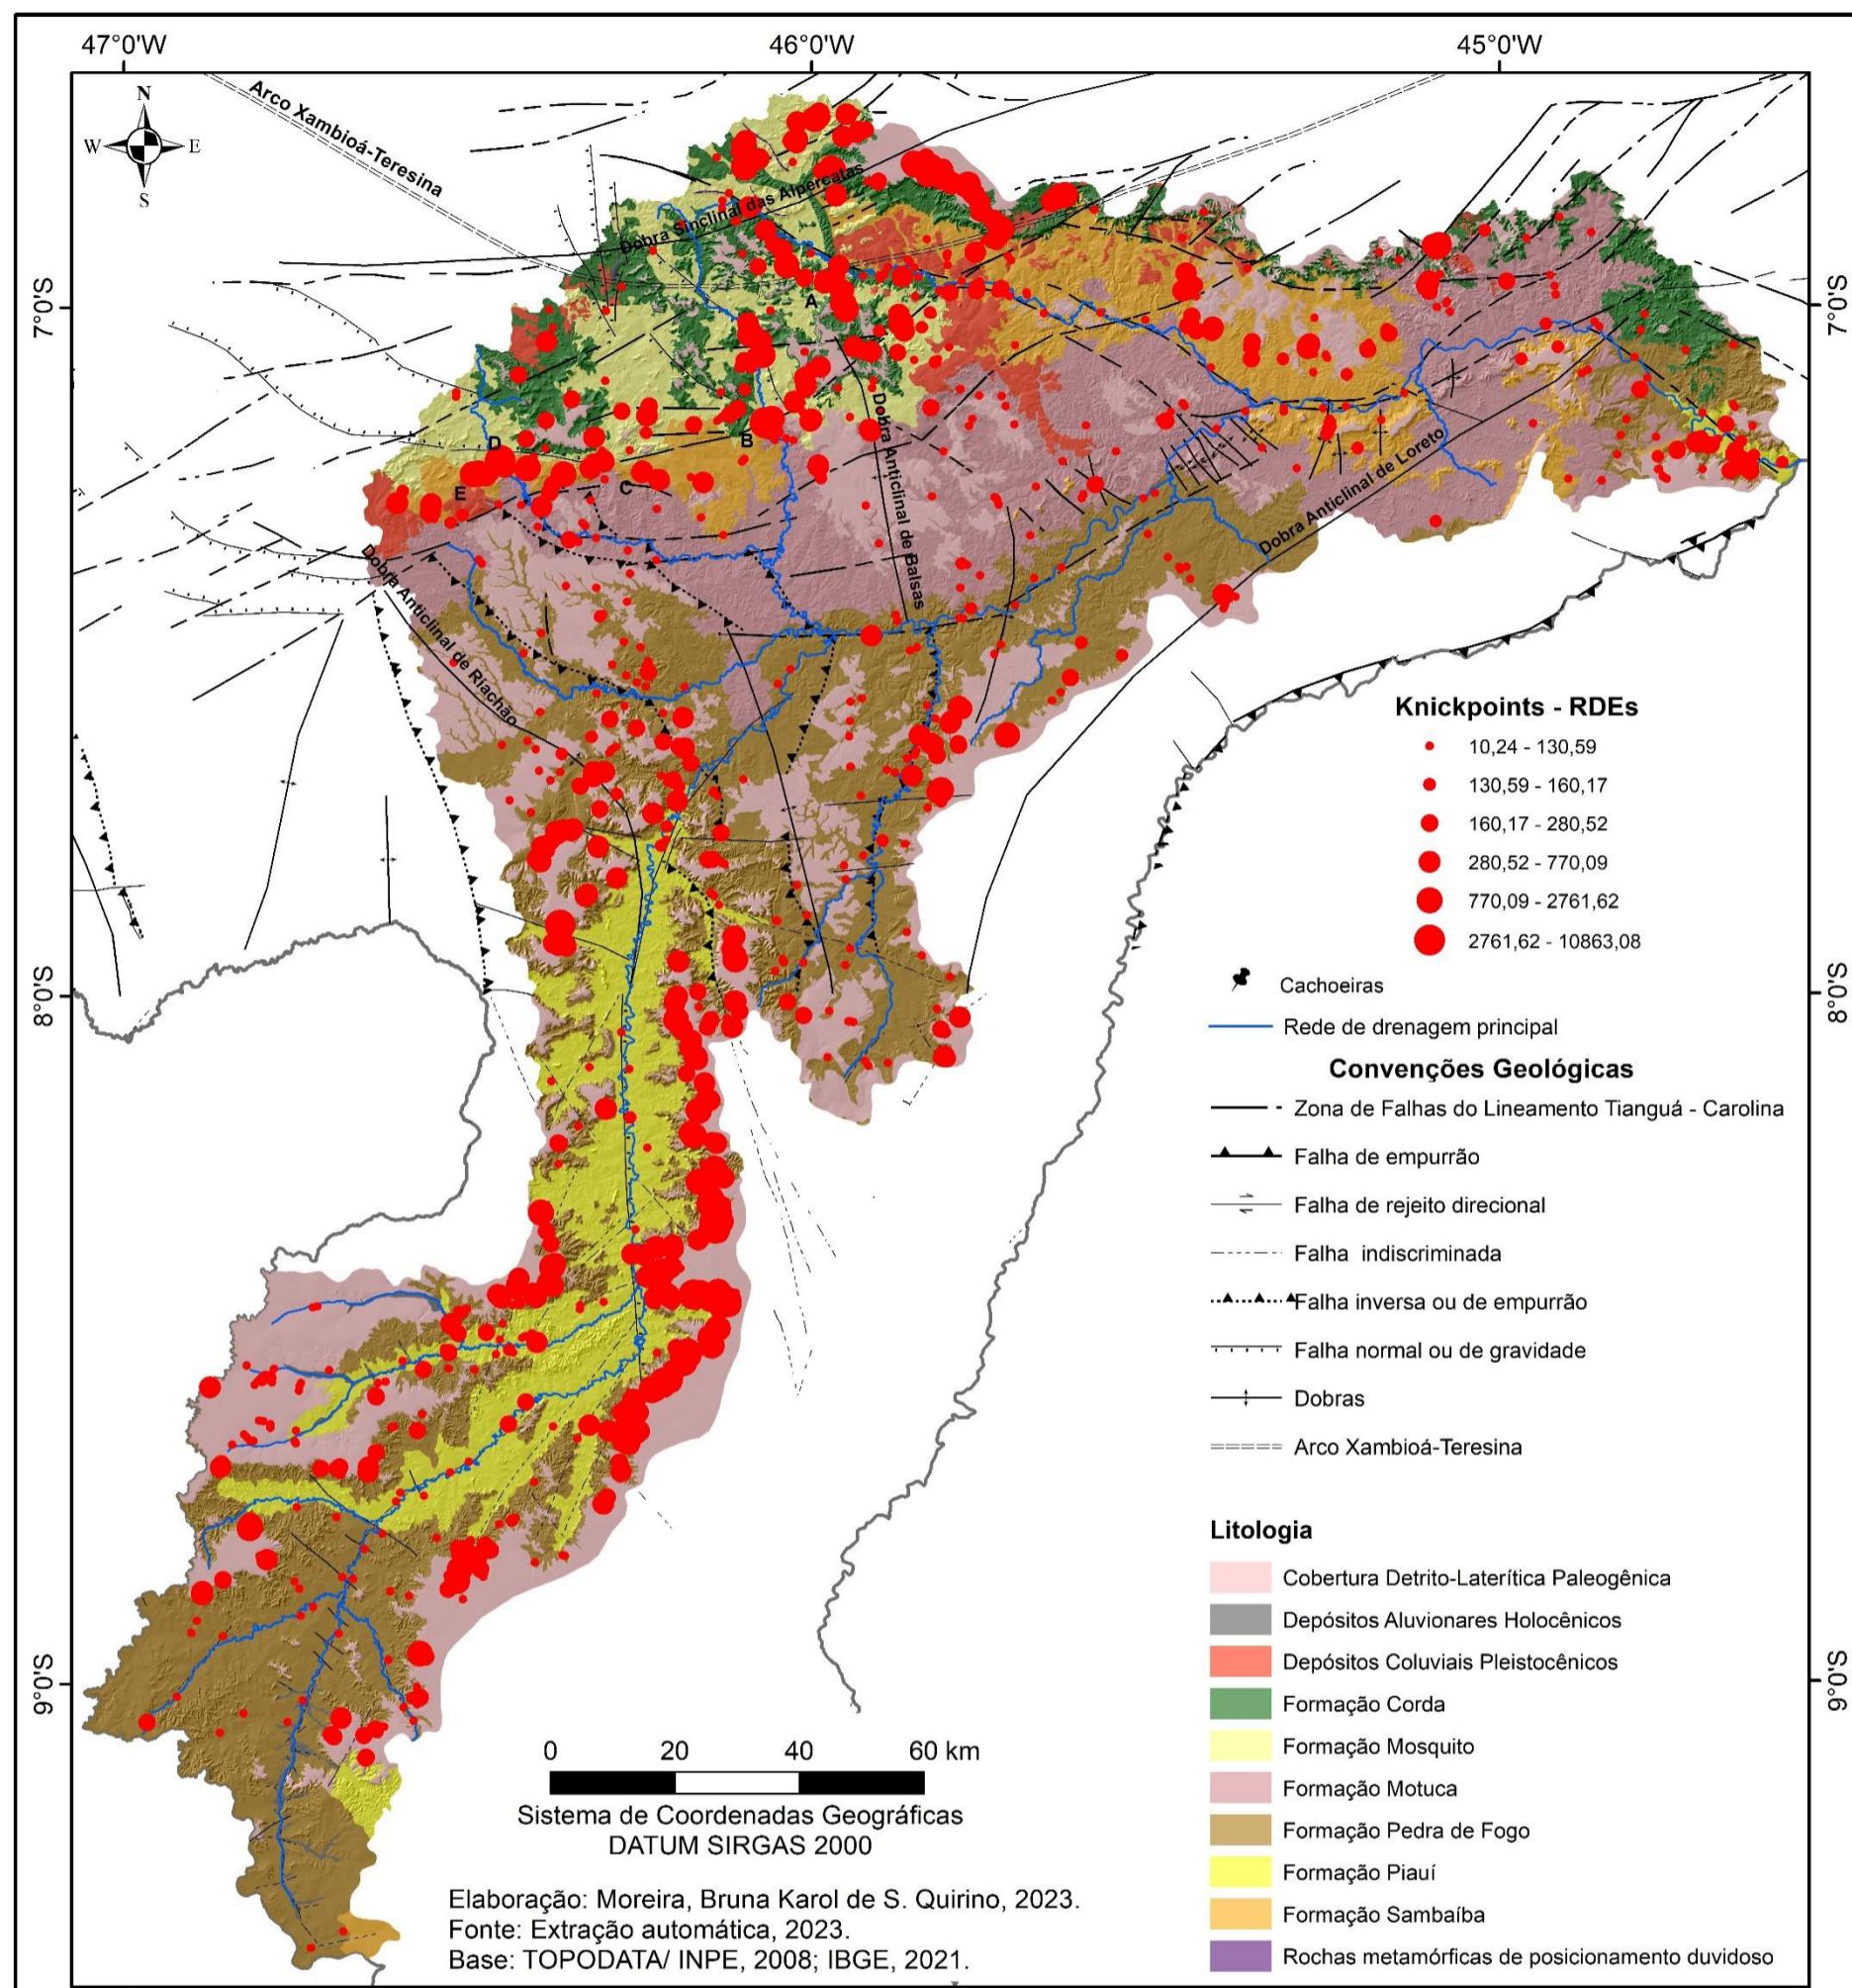 47°0'W
46°0'W
45°0'W
N
W
E
S
Arco Xambioá-Teresina
Dobra Sinclinal das Alpercatas
7°0'S
7°0'S
A
B
C
D
E
Dobra Anticlinal de Balsas
Dobra Anticlinal de Loreto
Dobra Anticlinal de Riachão
Knickpoints - RDEs
10,24 - 130,59
130,59 - 160,17
160,17 - 280,52
280,52 - 770,09
770,09 - 2761,62
2761,62 - 10863,08
Cachoeiras
Rede de drenagem principal
8°0'S
8°0'S
Convenções Geológicas
Zona de Falhas do Lineamento Tianguá - Carolina
Falha de empurrão
Falha de rejeito direcional
Falha indiscriminada
Falha inversa ou de empurrão
Falha normal ou de gravidade
Dobras
Arco Xambioá-Teresina
Litologia
Cobertura Detrito-Laterítica Paleogênica
Depósitos Aluvionares Holocênicos
Depósitos Coluviais Pleistocênicos
Formação Corda
Formação Mosquito
Formação Motuca
Formação Pedra de Fogo
Formação Piauí
Formação Sambaíba
Rochas metamórficas de posicionamento duvidoso
9°0'S
9°0'S
0 20 40 60 km
Sistema de Coordenadas Geográficas
DATUM SIRGAS 2000
Elaboração: Moreira, Bruna Karol de S. Quirino, 2023.
Fonte: Extração automática, 2023.
Base: TOPODATA/ INPE, 2008; IBGE, 2021.